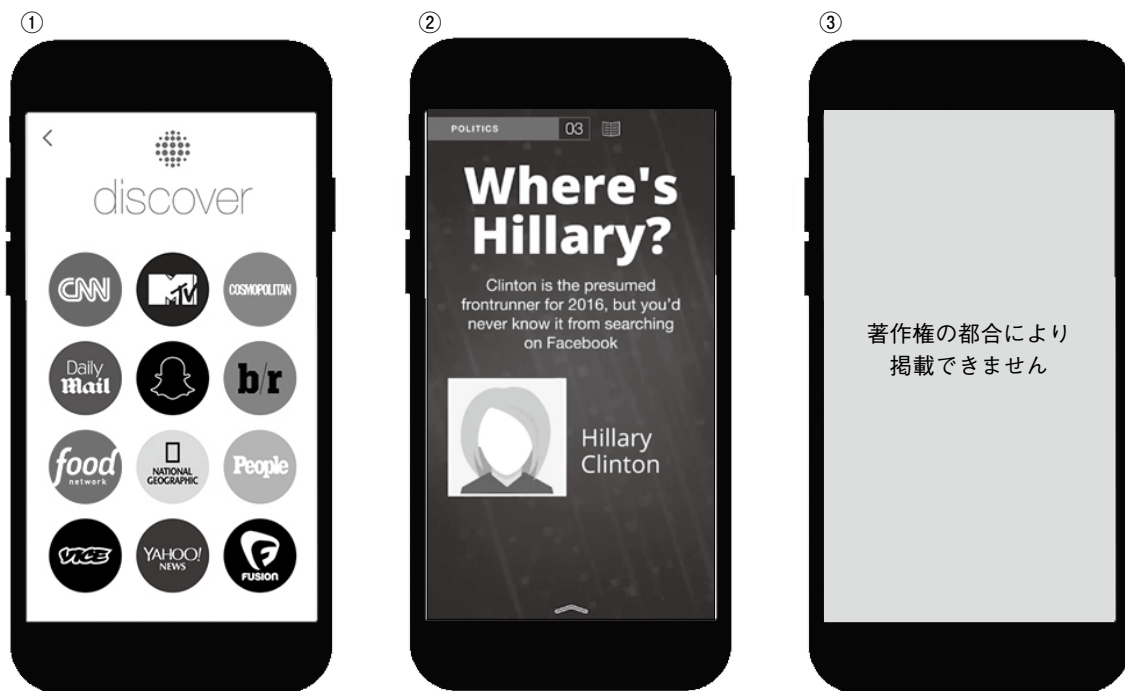 ①
discover
CNN
MTV
COSMOPOLITAN
Daily
Mail
b/r
food
network
NATIONAL
GEOGRAPHIC
People
VICE
YAHOO!
NEWS
FUSION
②
POLITICS
03
Where's
Hillary?
Clinton is the presumed
frontrunner for 2016, but you'd
never know it from searching
on Facebook
Hillary
Clinton
③
著作権の都合により
掲載できません